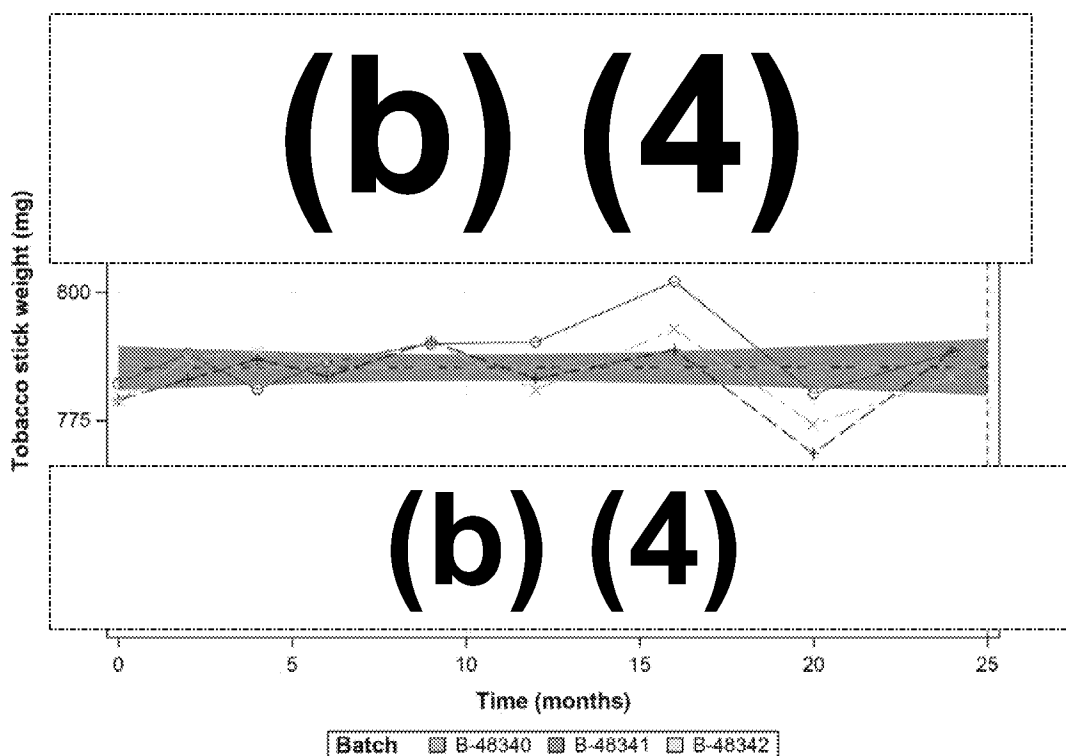 (b) (4)
Tobacco stick weight (mg)
800
775
(b) (4)
0 5 10 15 20 25
Time (months)
Batch B-48340 B-48341 B-48342